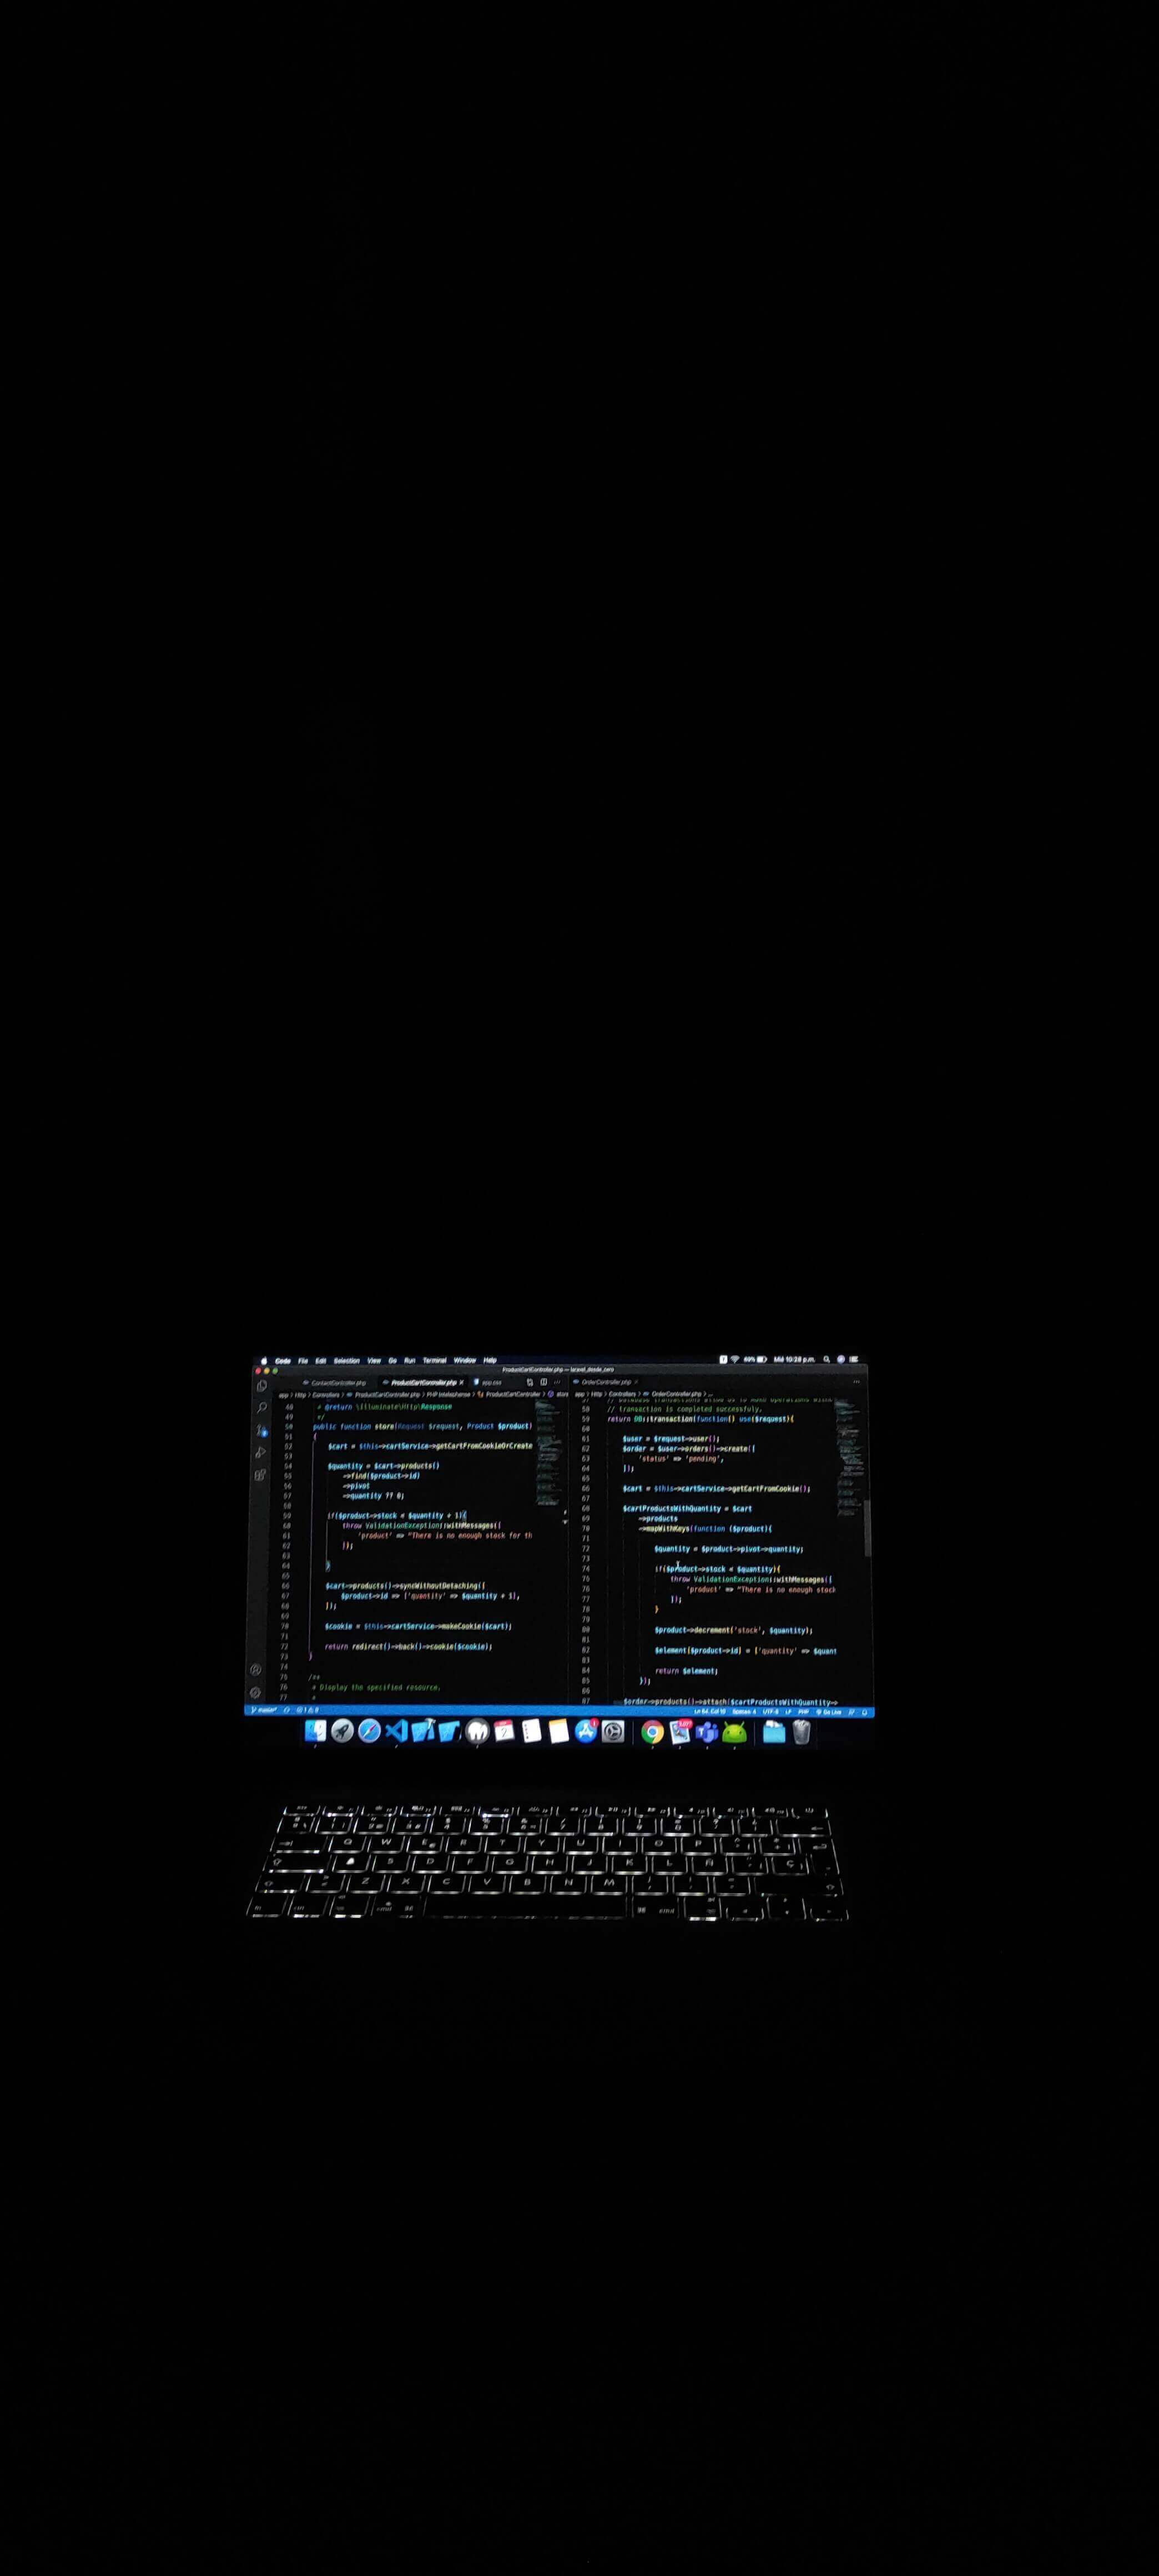 Code File Edit Selection View Go Run Terminal Window Help 69% Mié 10:28 p.m.
ProductCartController.php — laravel_desde_zero
ContactController.php ProductCartController.php app.css OrderController.php
app > Http > Controllers > ProductCartController.php > PHP Intelephense > ProductCartController > store
48 * @return \Illuminate\Http\Response
49 */
50 public function store(Request $request, Product $product)
51 {
52 $cart = $this->cartService->getCartFromCookieOrCreate
53
54 $quantity = $cart->products()
55 ->find($product->id)
56 ->pivot
57 ->quantity ?? 0;
58
59 if($product->stock < $quantity + 1){
60 throw ValidationException::withMessages([
61 'product' => "There is no enough stock for th
62 ]);
63
64 }
65
66 $cart->products()->syncWithoutDetaching([
67 $product->id => ['quantity' => $quantity + 1],
68 ]);
69
70 $cookie = $this->cartService->makeCookie($cart);
71
72 return redirect()->back()->cookie($cookie);
73 }
74
75 /**
76 * Display the specified resource.
77 *
app > Http > Controllers > OrderController.php > ...
58 // transaction is completed successfuly.
59 return DB::transaction(function() use($request){
60
61 $user = $request->user();
62 $order = $user->orders()->create([
63 'status' => 'pending',
64 ]);
65
66 $cart = $this->cartService->getCartFromCookie();
67
68 $cartProductsWithQuantity = $cart
69 ->products
70 ->mapWithKeys(function ($product){
71
72 $quantity = $product->pivot->quantity;
73
74 if($product->stock < $quantity){
75 throw ValidationException::withMessages([
76 'product' => "There is no enough stock
77 ]);
78 }
79
80 $product->decrement('stock', $quantity);
81
82 $element[$product->id] = ['quantity' => $quant
83
84 return $element;
85 });
86
87 $order->products()->attach($cartProductsWithQuantity->
master* Ln 64, Col 10 Spaces: 4 UTF-8 LF PHP Go Live
Q W E € R T Y U I O P
S D F G H J K L Ñ Ç
Z X C V B N M
fn cmd cmd